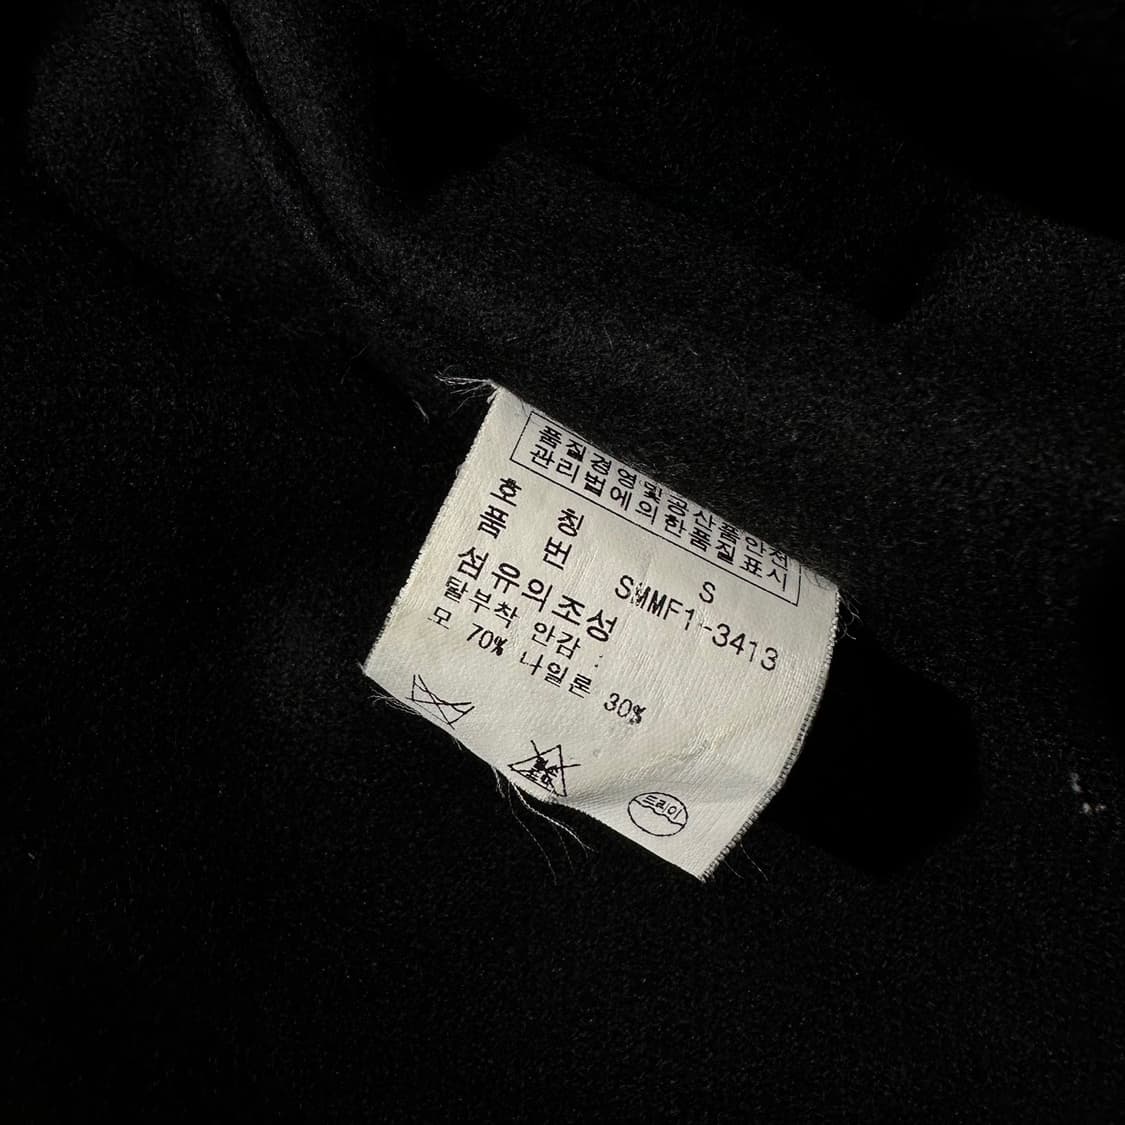 품질경영및공산품안전
관리법에의한품질표시
호 칭 S
품 번 SMMF1-3413
섬유의조성
탈부착 안감 :
모 70% 나일론 30%
드라이